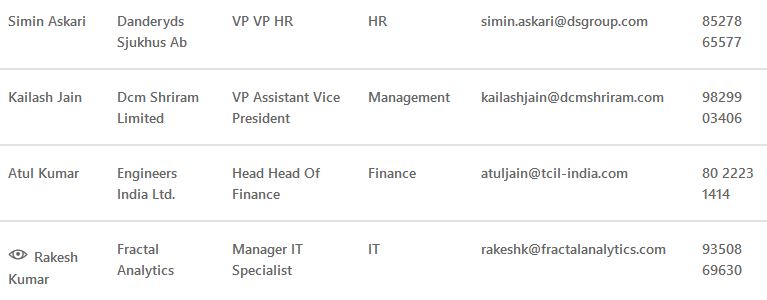 Simin Askari Danderyds VP VP HR HR simin.askari@dsgroup.com 85278
Sjukhus Ab 65577
Kailash Jain Dcm Shriram VP Assistant Vice Management kailashjain@dcmshriram.com 98299
Limited President 03406
Atul Kumar Engineers Head Head Of Finance atuljain@tcil-india.com 80 2223
India Ltd. Finance 1414
Rakesh Fractal Manager IT IT rakeshk@fractalanalytics.com 93508
Kumar Analytics Specialist 69630